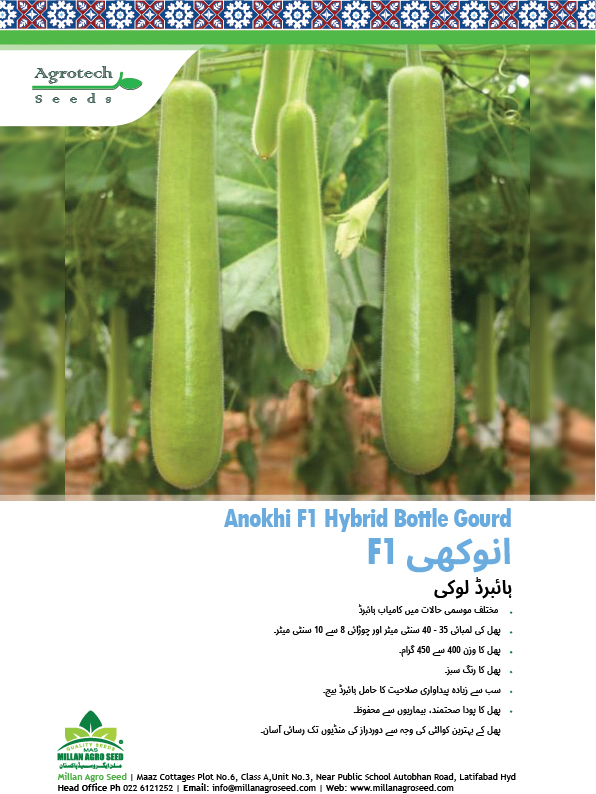 Agrotech
Seeds
Anokhi F1 Hybrid Bottle Gourd
انوکھی F1
ہائبرڈ لوکی
مختلف موسمی حالات میں کامیاب ہائبرڈ
پھل کی لمبائی 35 - 40 سنٹی میٹر اور چوڑائی 8 سے 10 سنٹی میٹر۔
پھل کا وزن 400 سے 450 گرام۔
پھل کا رنگ سبز۔
سب سے زیادہ پیداواری صلاحیت کا حامل ہائبرڈ بیج۔
پھل کا پودا صحتمند، بیماریوں سے محفوظ۔
پھل کے بہترین کوالٹی کی وجہ سے دوردراز کی منڈیوں تک رسائی آسان۔
QUALITY SEEDS
MAS
MILLAN AGRO SEED
ملن ایگرو سیڈ پاکستان
Millan Agro Seed | Maaz Cottages Plot No.6, Class A,Unit No.3, Near Public School Autobhan Road, Latifabad Hyd
Head Office Ph 022 6121252 | Email: info@millanagroseed.com | Web: www.millanagroseed.com